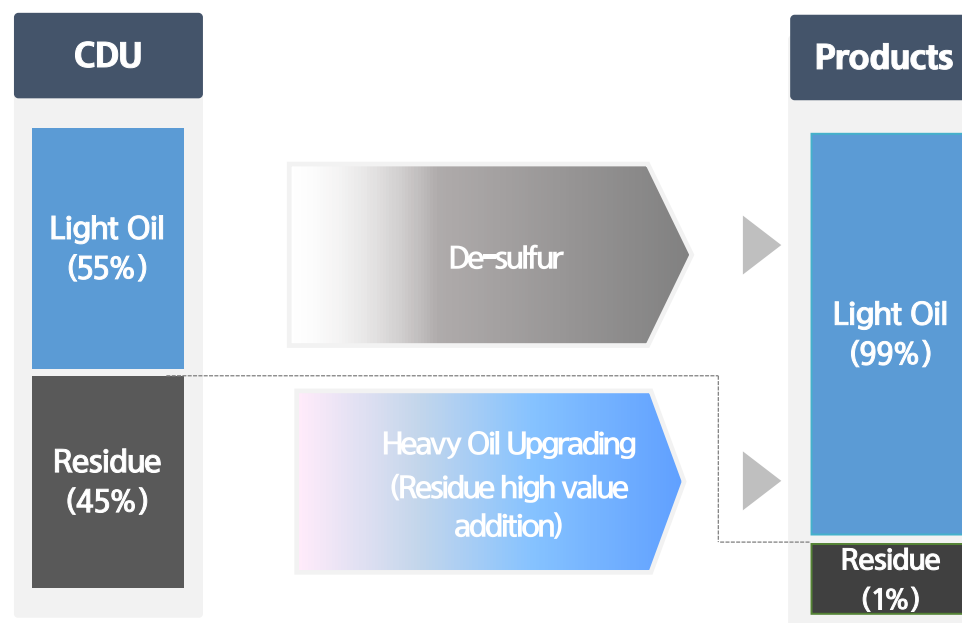 CDU
Light Oil
(55%)
Residue
(45%)
De-sulfur
Heavy Oil Upgrading
(Residue high value
addition)
Products
Light Oil
(99%)
Residue
(1%)